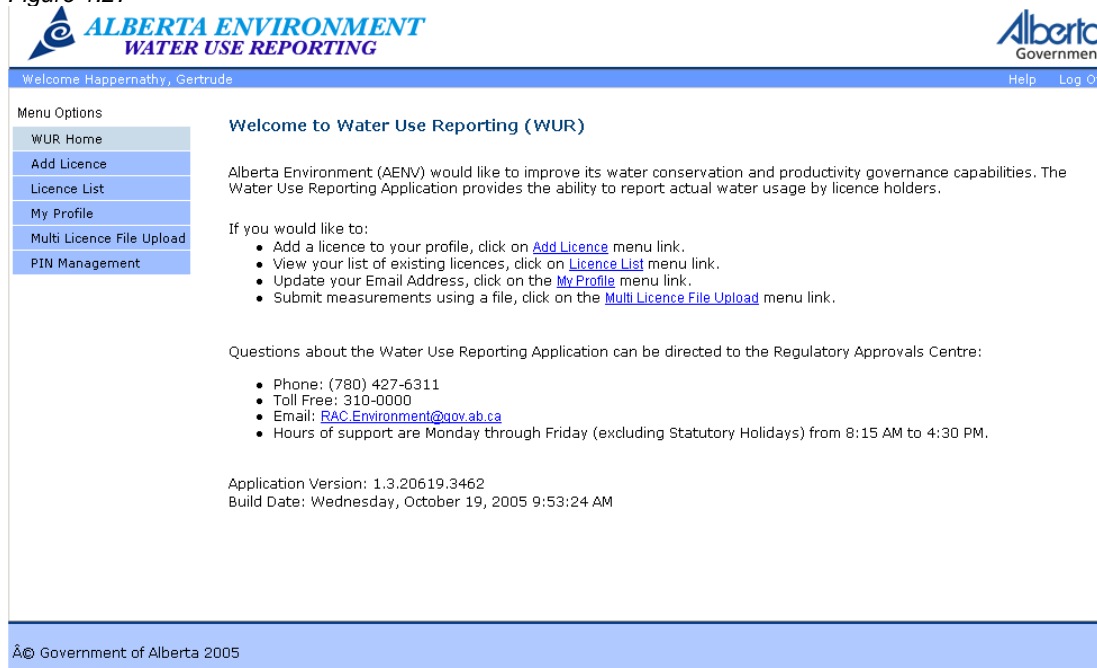 ALBERTA ENVIRONMENT
WATER USE REPORTING
Alberta
Government
Welcome Happernathy, Gertrude
Help Log O
Menu Options
WUR Home
Add Licence
Licence List
My Profile
Multi Licence File Upload
PIN Management
Welcome to Water Use Reporting (WUR)
Alberta Environment (AENV) would like to improve its water conservation and productivity governance capabilities. The
Water Use Reporting Application provides the ability to report actual water usage by licence holders.
If you would like to:
• Add a licence to your profile, click on Add Licence menu link.
• View your list of existing licences, click on Licence List menu link.
• Update your Email Address, click on the My Profile menu link.
• Submit measurements using a file, click on the Multi Licence File Upload menu link.
Questions about the Water Use Reporting Application can be directed to the Regulatory Approvals Centre:
• Phone: (780) 427-6311
• Toll Free: 310-0000
• Email: RAC.Environment@gov.ab.ca
• Hours of support are Monday through Friday (excluding Statutory Holidays) from 8:15 AM to 4:30 PM.
Application Version: 1.3.20619.3462
Build Date: Wednesday, October 19, 2005 9:53:24 AM
Â© Government of Alberta 2005